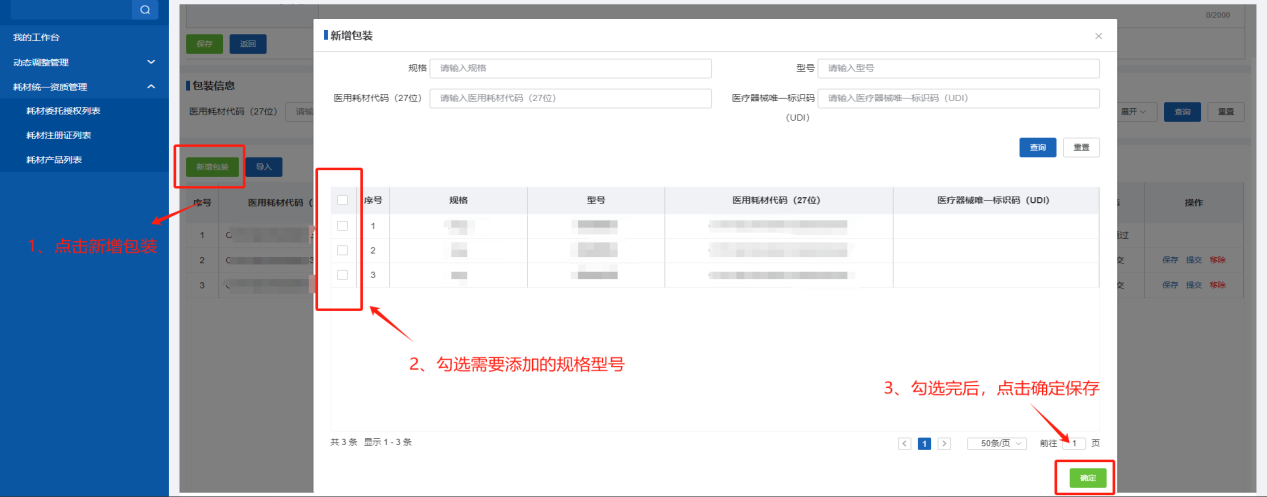 0/2000
我的工作台
动态调整管理
耗材统一资质管理
耗材委托授权列表
耗材注册证列表
耗材产品列表
保存 返回
包装信息
医用耗材代码（27位）
展开 查询 重置
新增包装 导入
序号 医用耗材代码（ 操作
1
2 保存 提交 移除
3 保存 提交 移除
1、点击新增包装
新增包装
规格 请输入规格 型号 请输入型号
医用耗材代码（27位） 请输入医用耗材代码（27位） 医疗器械唯一标识码（UDI） 请输入医疗器械唯一标识码（UDI）
查询 重置
序号 规格 型号 医用耗材代码（27位） 医疗器械唯一标识码（UDI）
1
2
3
2、勾选需要添加的规格型号
3、勾选完后，点击确定保存
共 3 条 显示 1 - 3 条 1 50条/页 前往 1 页
确定